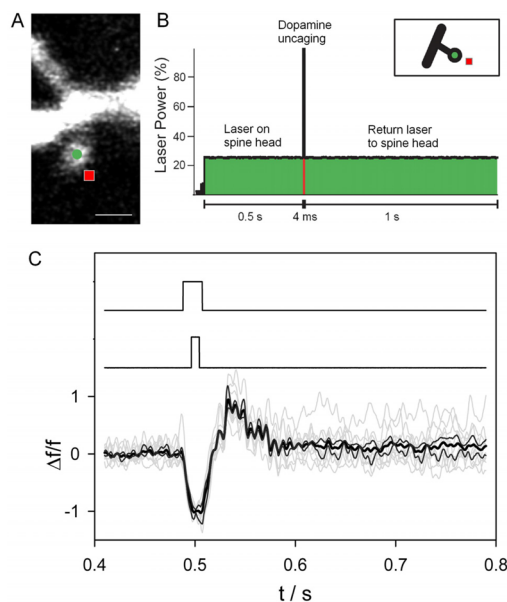 A
B
Dopamine
uncaging
Laser Power (%)
80
60
40
20
Laser on
spine head
Return laser
to spine head
0.5 s
4 ms
1 s
C
Δf/f
1
0
-1
0.4
0.5
0.6
0.7
0.8
t / s